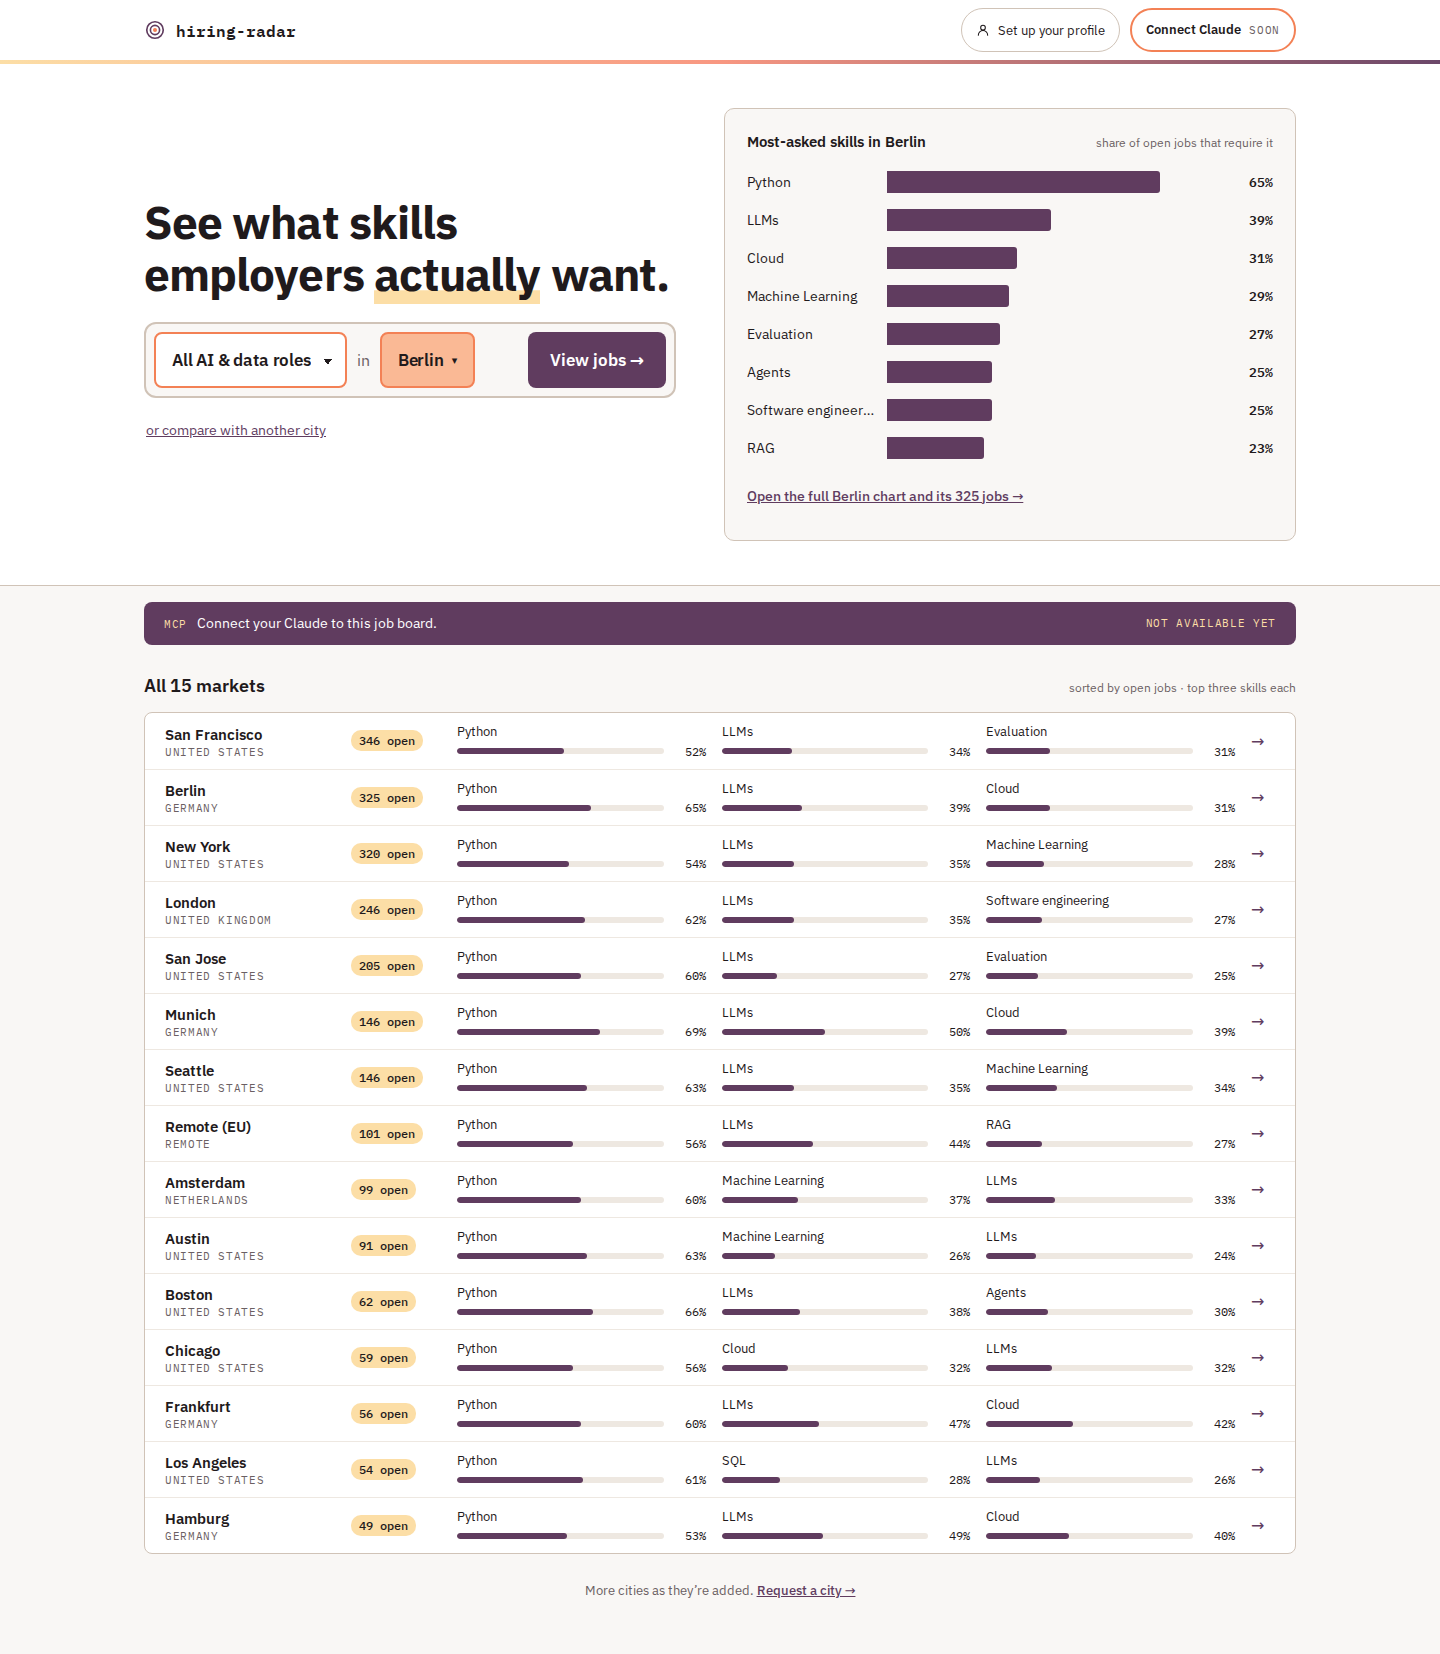 hiring-radar
Set up your profile
Connect Claude SOON
See what skills
employers actually want.
All AI & data roles in Berlin View jobs →
or compare with another city
Most-asked skills in Berlin share of open jobs that require it
Python 65%
LLMs 39%
Cloud 31%
Machine Learning 29%
Evaluation 27%
Agents 25%
Software engineer... 25%
RAG 23%
Open the full Berlin chart and its 325 jobs →
MCP Connect your Claude to this job board. NOT AVAILABLE YET
All 15 markets sorted by open jobs · top three skills each
San Francisco
UNITED STATES
346 open
Python 52%
LLMs 34%
Evaluation 31% →
Berlin
GERMANY
325 open
Python 65%
LLMs 39%
Cloud 31% →
New York
UNITED STATES
320 open
Python 54%
LLMs 35%
Machine Learning 28% →
London
UNITED KINGDOM
246 open
Python 62%
LLMs 35%
Software engineering 27% →
San Jose
UNITED STATES
205 open
Python 60%
LLMs 27%
Evaluation 25% →
Munich
GERMANY
146 open
Python 69%
LLMs 50%
Cloud 39% →
Seattle
UNITED STATES
146 open
Python 63%
LLMs 35%
Machine Learning 34% →
Remote (EU)
REMOTE
101 open
Python 56%
LLMs 44%
RAG 27% →
Amsterdam
NETHERLANDS
99 open
Python 60%
Machine Learning 37%
LLMs 33% →
Austin
UNITED STATES
91 open
Python 63%
Machine Learning 26%
LLMs 24% →
Boston
UNITED STATES
62 open
Python 66%
LLMs 38%
Agents 30% →
Chicago
UNITED STATES
59 open
Python 56%
Cloud 32%
LLMs 32% →
Frankfurt
GERMANY
56 open
Python 60%
LLMs 47%
Cloud 42% →
Los Angeles
UNITED STATES
54 open
Python 61%
SQL 28%
LLMs 26% →
Hamburg
GERMANY
49 open
Python 53%
LLMs 49%
Cloud 40% →
More cities as they're added. Request a city →